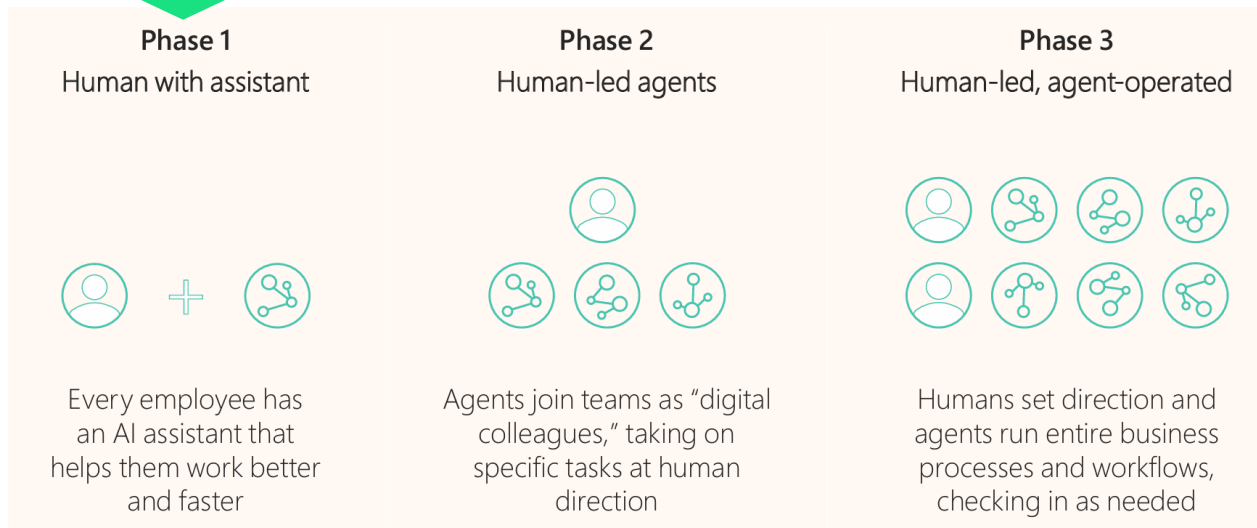 Phase 1
Human with assistant
Every employee has
an AI assistant that
helps them work better
and faster
Phase 2
Human-led agents
Agents join teams as “digital
colleagues,” taking on
specific tasks at human
direction
Phase 3
Human-led, agent-operated
Humans set direction and
agents run entire business
processes and workflows,
checking in as needed